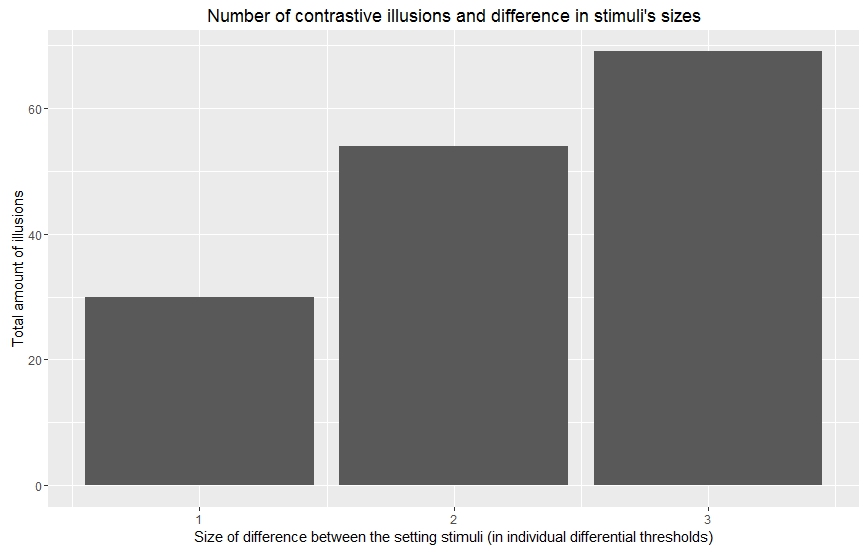 Number of contrastive illusions and difference in stimuli's sizes
Total amount of illusions
60
40
20
0
1 2 3
Size of difference between the setting stimuli (in individual differential thresholds)